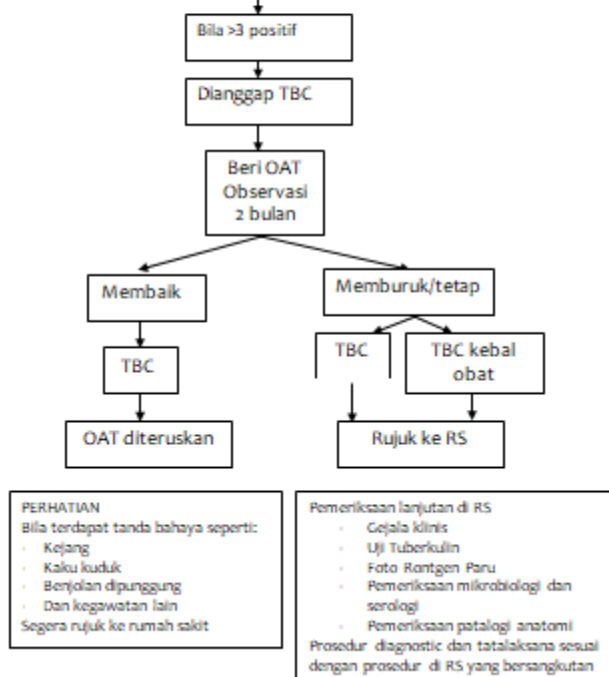 Bila >3 positif
Dianggap TBC
Beri OAT
Observasi
2 bulan
Membaik
Memburuk/tetap
TBC
TBC
TBC kebal
obat
OAT diteruskan
Rujuk ke RS
PERHATIAN
Bila terdapat tanda bahaya seperti:
· Kejang
· Kaku kuduk
· Benjolan dipunggung
· Dan kegawatan lain
Segera rujuk ke rumah sakit
Pemeriksaan lanjutan di RS
· Gejala klinis
· Uji Tuberkulin
· Foto Rontgen Paru
· Pemeriksaan mikrobiologi dan
serologi
· Pemeriksaan patalogi anatomi
Prosedur diagnostic dan tatalaksana sesuai
dengan prosedur di RS yang bersangkutan